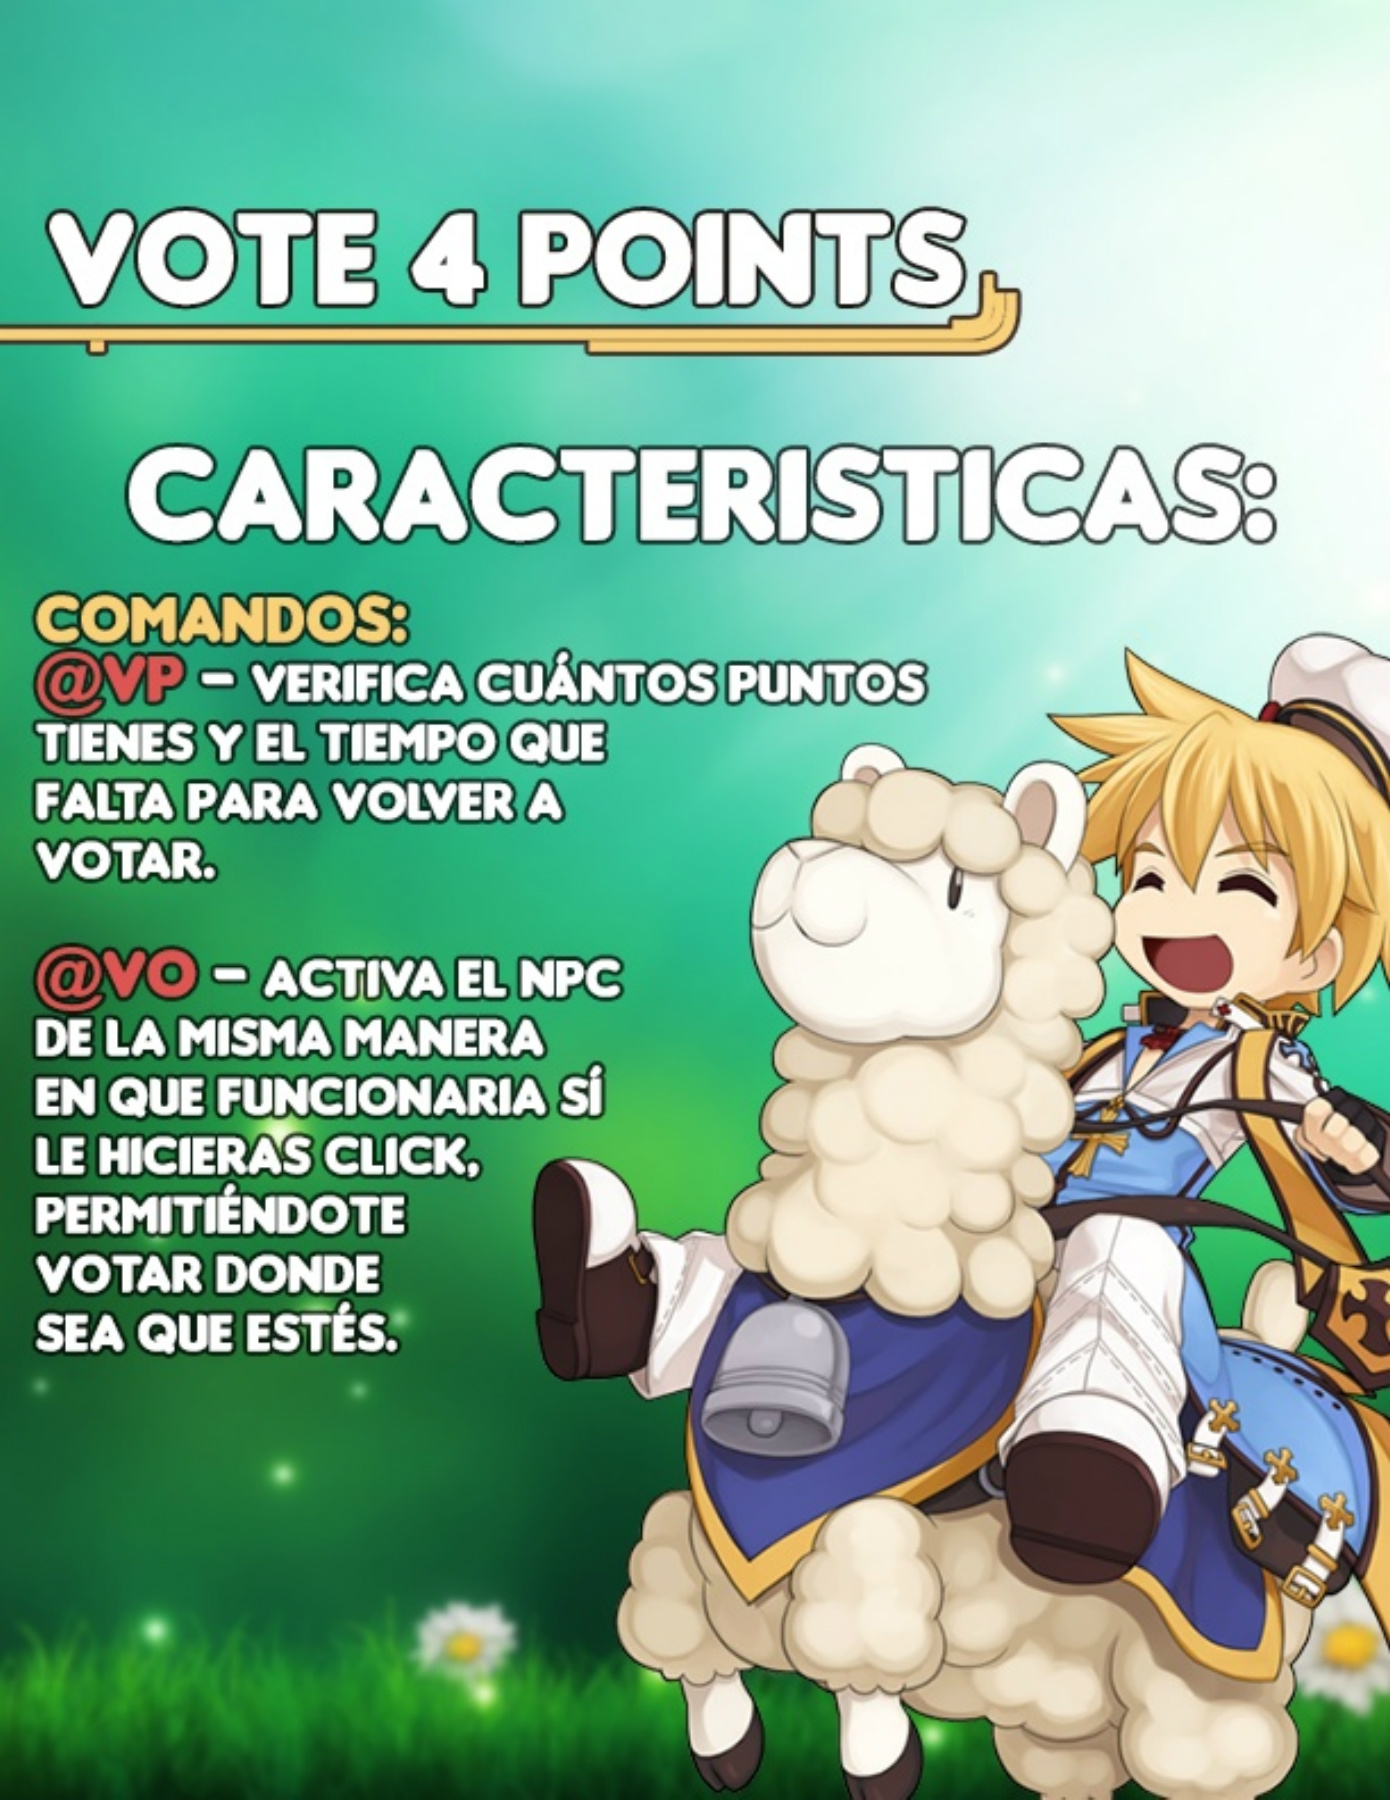 VOTE 4 POINTS
CARACTERISTICAS:
COMANDOS:
@VP – VERIFICA CUÁNTOS PUNTOS
TIENES Y EL TIEMPO QUE
FALTA PARA VOLVER A
VOTAR.
@VO – ACTIVA EL NPC
DE LA MISMA MANERA
EN QUE FUNCIONARIA SÍ
LE HICIERAS CLICK,
PERMITIÉNDOTE
VOTAR DONDE
SEA QUE ESTÉS.